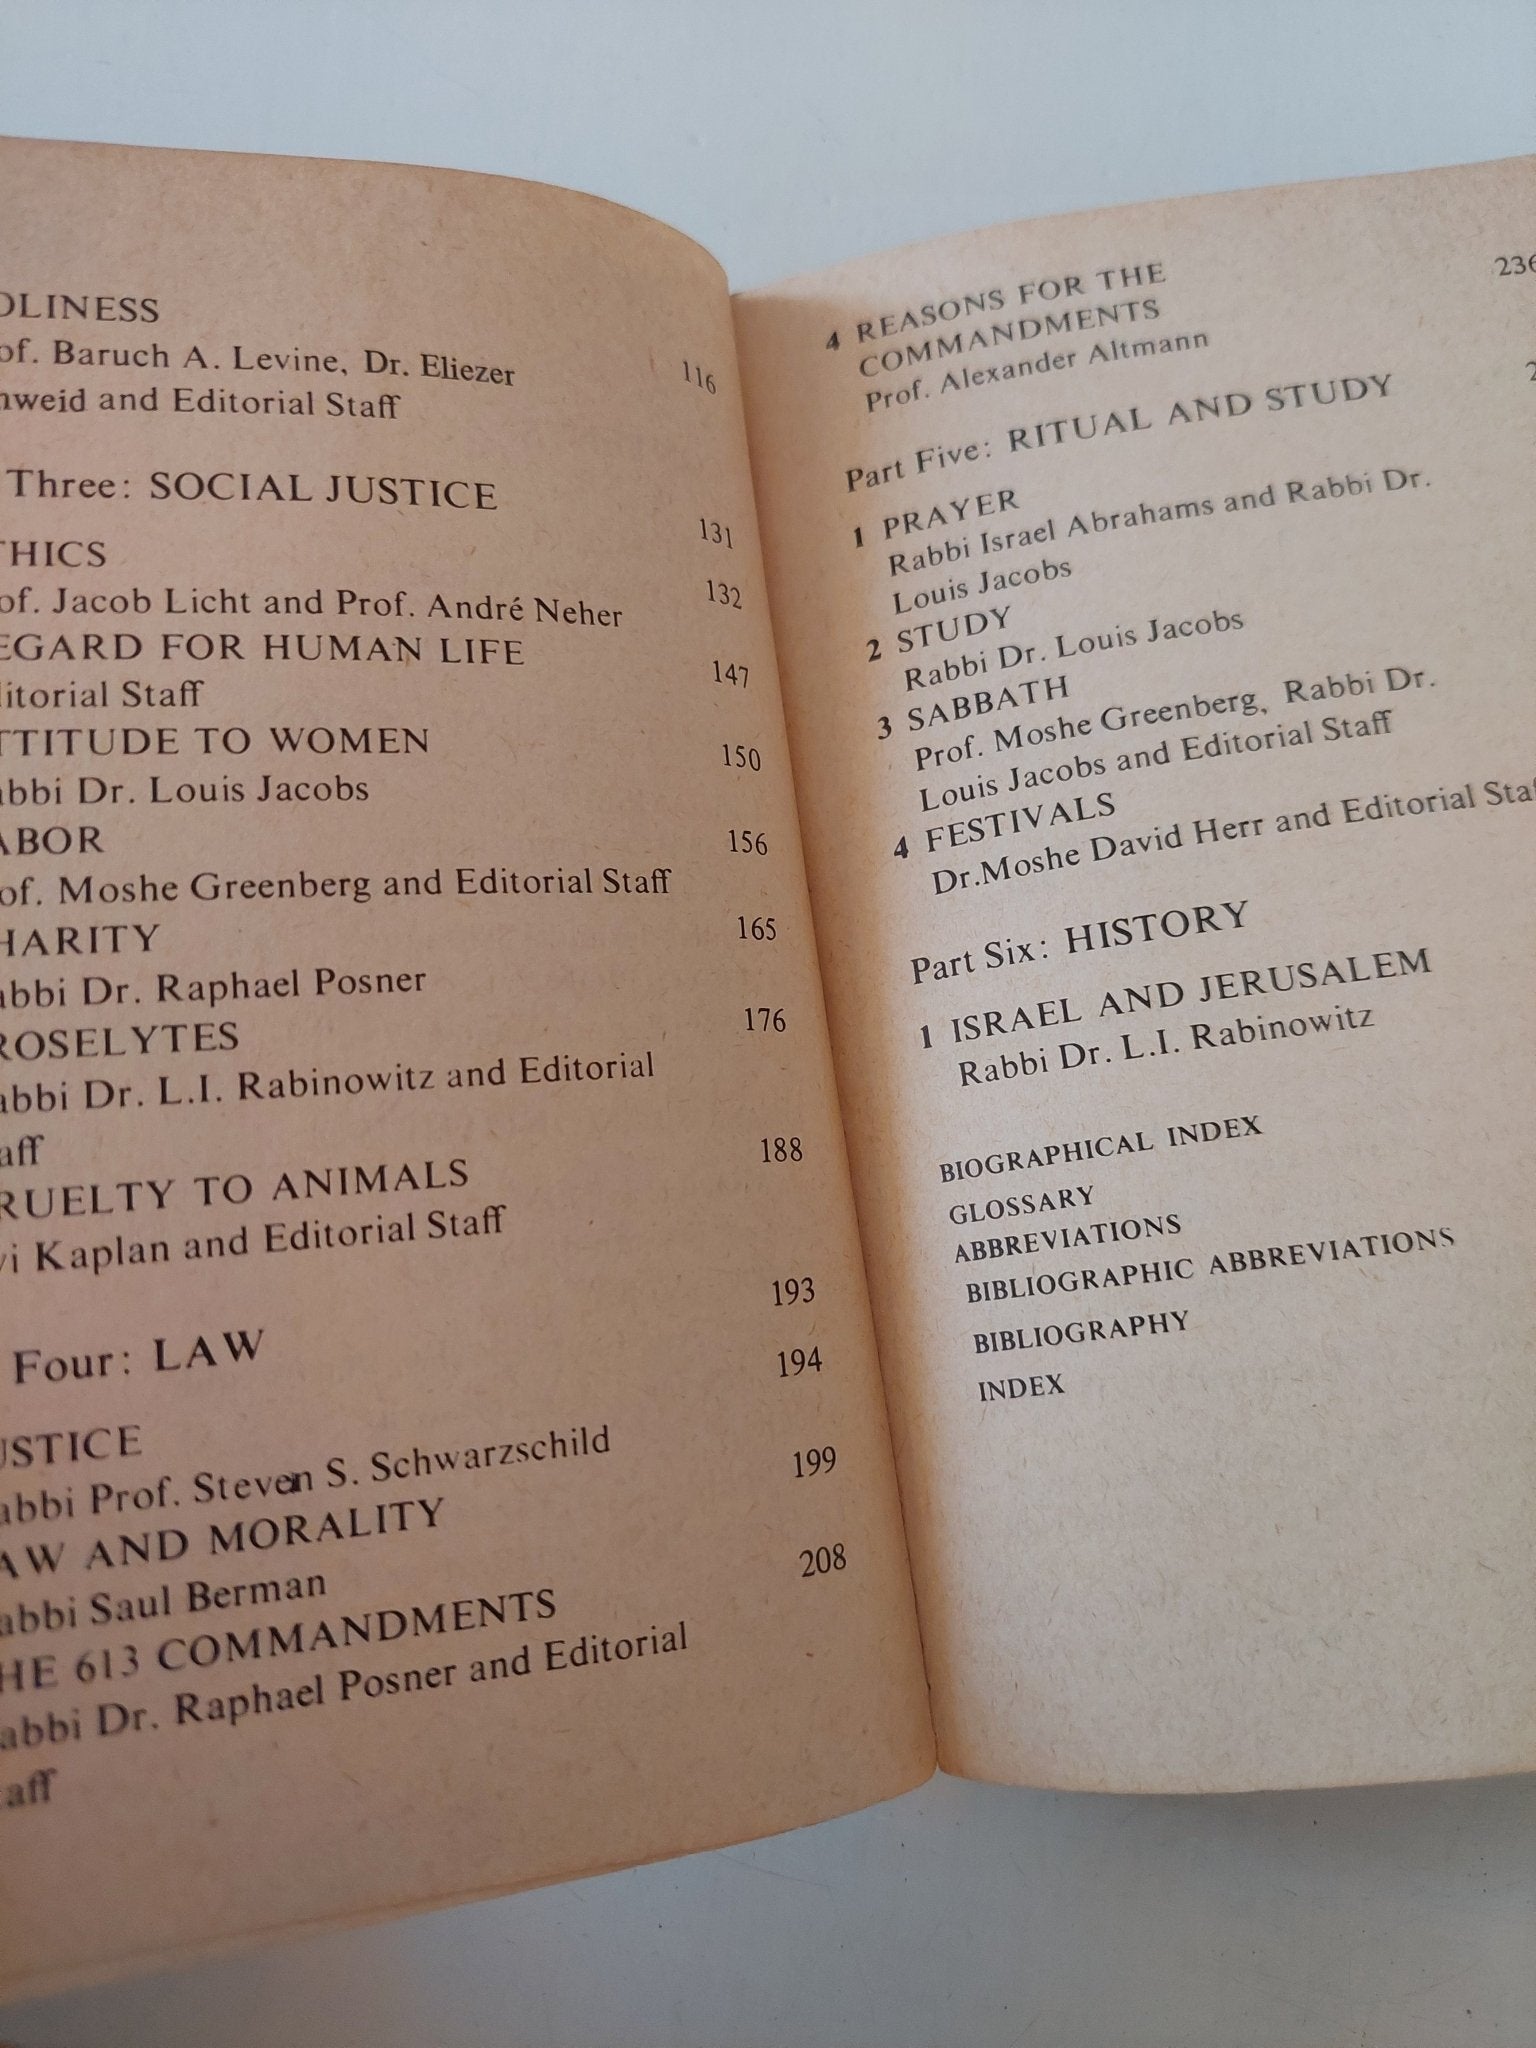 OLINESS
of. Baruch A. Levine, Dr. Eliezer 116
hweid and Editorial Staff
Three: SOCIAL JUSTICE 131
THICS 132
of. Jacob Licht and Prof. André Neher
EGARD FOR HUMAN LIFE 147
ditorial Staff
TTITUDE TO WOMEN 150
abbi Dr. Louis Jacobs
ABOR 156
of. Moshe Greenberg and Editorial Staff
HARITY 165
abbi Dr. Raphael Posner
ROSELYTES 176
abbi Dr. L.I. Rabinowitz and Editorial
aff
RUELTY TO ANIMALS 188
vi Kaplan and Editorial Staff
Four: LAW 193
USTICE 194
abbi Prof. Steven S. Schwarzschild
AW AND MORALITY 199
abbi Saul Berman
HE 613 COMMANDMENTS 208
abbi Dr. Raphael Posner and Editorial
taff
4 REASONS FOR THE 236
COMMANDMENTS
Prof. Alexander Altmann
Part Five: RITUAL AND STUDY 2
1 PRAYER
Rabbi Israel Abrahams and Rabbi Dr.
Louis Jacobs
2 STUDY
Rabbi Dr. Louis Jacobs
3 SABBATH
Prof. Moshe Greenberg, Rabbi Dr.
Louis Jacobs and Editorial Staff
4 FESTIVALS
Dr.Moshe David Herr and Editorial Staf
Part Six: HISTORY
1 ISRAEL AND JERUSALEM
Rabbi Dr. L.I. Rabinowitz
BIOGRAPHICAL INDEX
GLOSSARY
ABBREVIATIONS
BIBLIOGRAPHIC ABBREVIATIONS
BIBLIOGRAPHY
INDEX